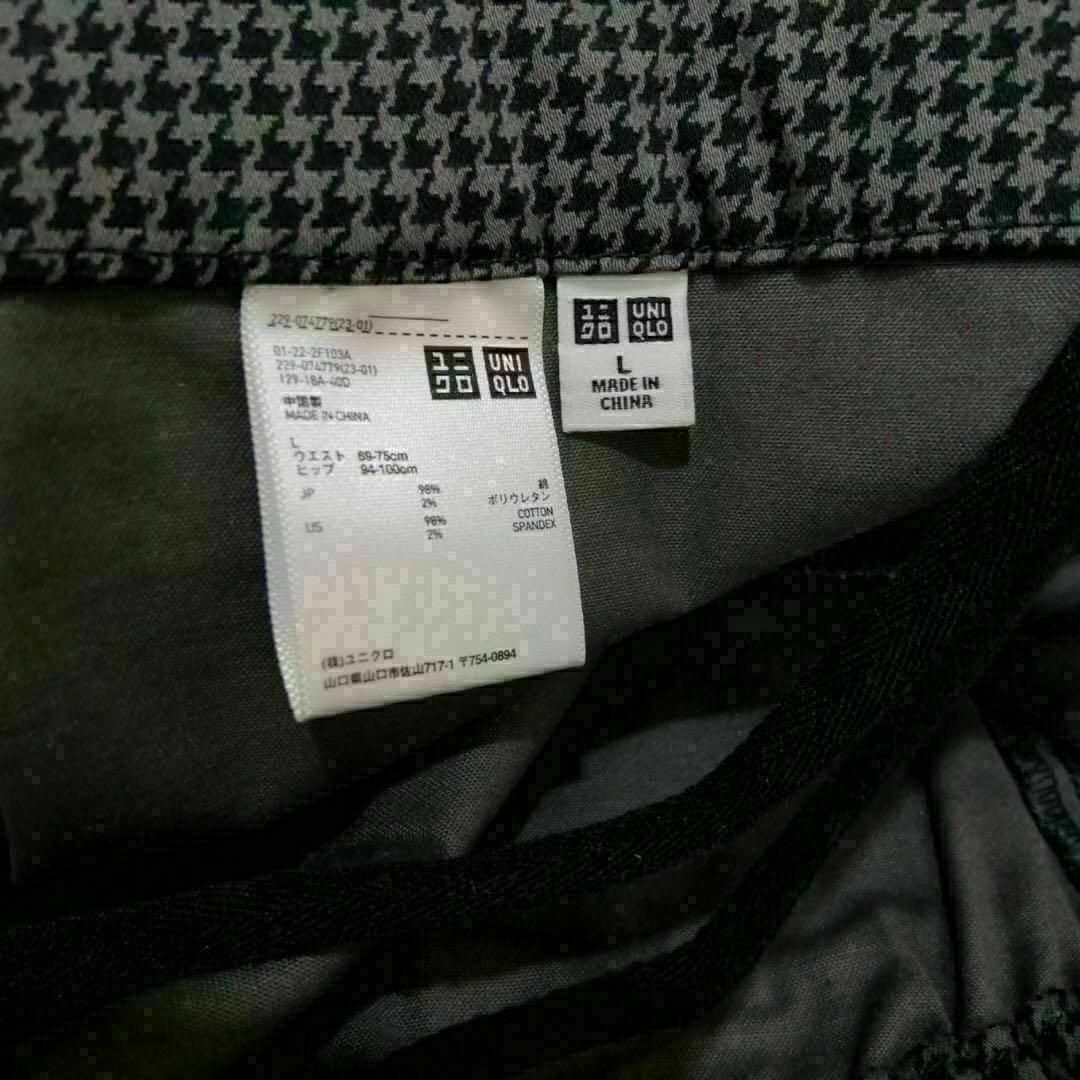 229-074779(23-01)
01-22-2F103A
229-074779(23-01)
129-18A-40D
ユニ
クロ
UNI
QLO
中国製
MADE IN CHINA
L
ウエスト 69-75cm
ヒップ 94-100cm
JP 98% 綿
2% ポリウレタン
US 98% COTTON
2% SPANDEX
(株)ユニクロ
山口県山口市佐山717-1 〒754-0894
ユニ
クロ
UNI
QLO
L
MADE IN
CHINA